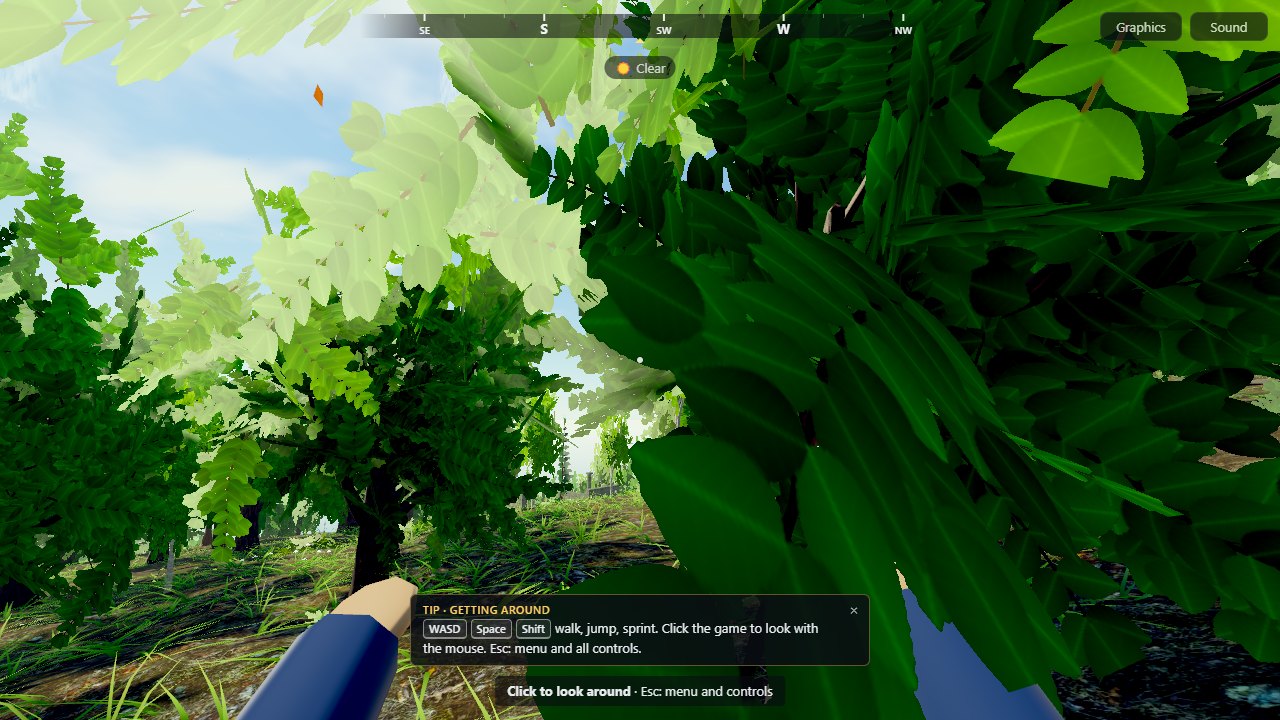 SE S SW W NW
Graphics Sound
Clear
TIP · GETTING AROUND ×
WASD Space Shift walk, jump, sprint. Click the game to look with
the mouse. Esc: menu and all controls.
Click to look around · Esc: menu and controls